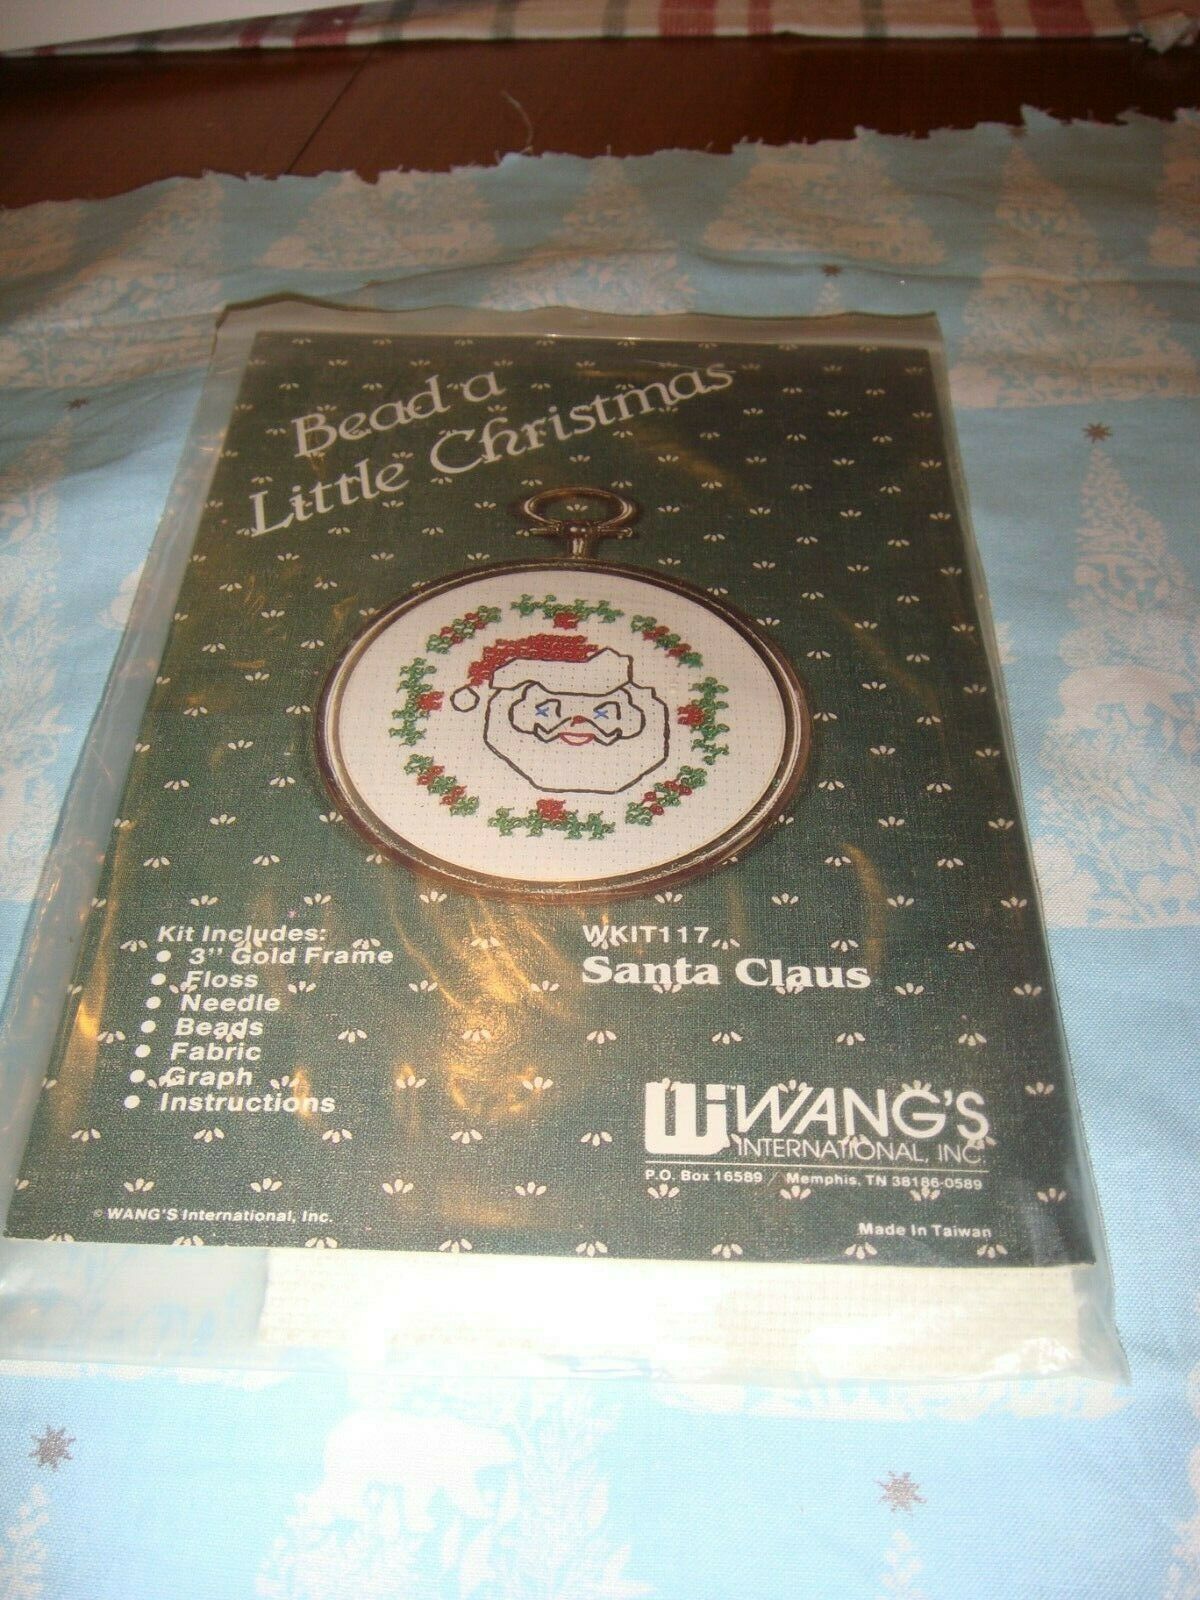 Bead a
Little Christmas
Kit Includes:
• 3" Gold Frame
• Floss
• Needle
• Beads
• Fabric
• Graph
• Instructions
WKIT117
Santa Claus
Wi™ WANG'S
INTERNATIONAL, INC.
P.O. Box 16589 / Memphis, TN 38186-0589
© WANG'S International, Inc.
Made In Taiwan